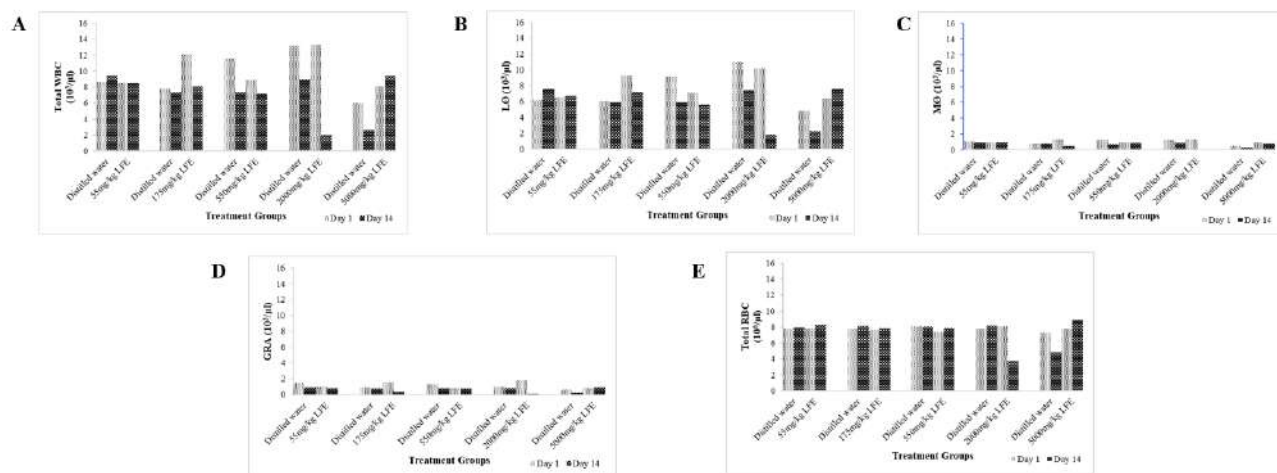 A
Total WBC
(10³/µl)
16
14
12
10
8
6
4
2
0
Distilled water
55mg/kg LFE
Distilled water
175mg/kg LFE
Distilled water
550mg/kg LFE
Distilled water
2000mg/kg LFE
Distilled water
5000mg/kg LFE
Treatment Groups
Day 1
Day 14
B
LO (10³/µl)
16
14
12
10
8
6
4
2
0
Distilled water
55mg/kg LFE
Distilled water
175mg/kg LFE
Distilled water
550mg/kg LFE
Distilled water
2000mg/kg LFE
Distilled water
5000mg/kg LFE
Treatment Groups
Day 1
Day 14
C
MO (10³/µl)
16
14
12
10
8
6
4
2
0
Distilled water
55mg/kg LFE
Distilled water
175mg/kg LFE
Distilled water
550mg/kg LFE
Distilled water
2000mg/kg LFE
Distilled water
5000mg/kg LFE
Treatment Groups
Day 1
Day 14
D
GRA (10³/µl)
16
14
12
10
8
6
4
2
0
Distilled water
55mg/kg LFE
Distilled water
175mg/kg LFE
Distilled water
550mg/kg LFE
Distilled water
2000mg/kg LFE
Distilled water
5000mg/kg LFE
Treatment Groups
Day 1
Day 14
E
Total RBC
16
14
12
10
8
6
4
2
0
Distilled water
55mg/kg LFE
Distilled water
175mg/kg LFE
Distilled water
550mg/kg LFE
Distilled water
2000mg/kg LFE
Distilled water
5000mg/kg LFE
Treatment Groups
Day 1
Day 14